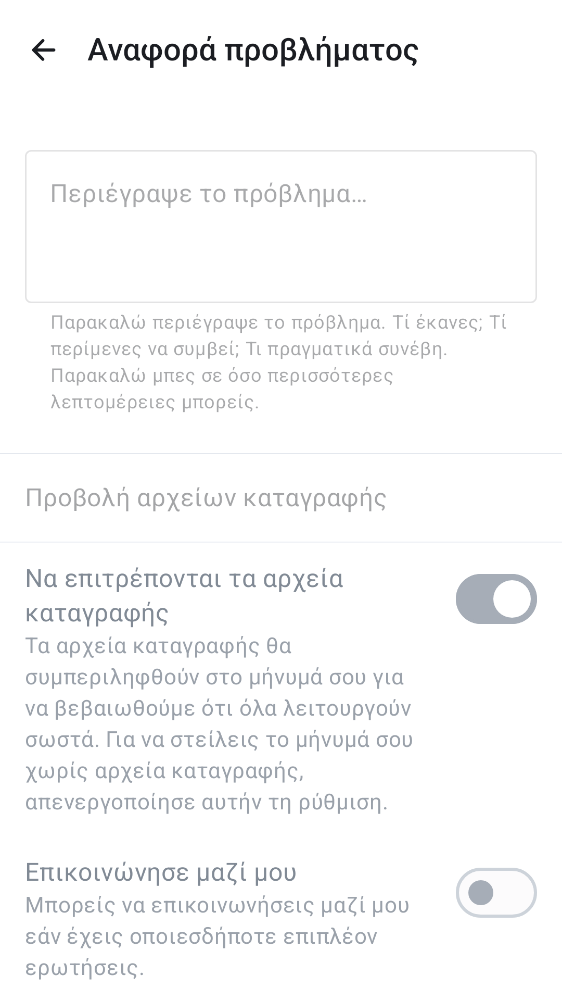 Αναφορά προβλήματος
Περιέγραψε το πρόβλημα…
Παρακαλώ περιέγραψε το πρόβλημα. Τί έκανες; Τί
περίμενες να συμβεί; Τι πραγματικά συνέβη.
Παρακαλώ μπες σε όσο περισσότερες
λεπτομέρειες μπορείς.
Προβολή αρχείων καταγραφής
Να επιτρέπονται τα αρχεία
καταγραφής
Τα αρχεία καταγραφής θα
συμπεριληφθούν στο μήνυμά σου για
να βεβαιωθούμε ότι όλα λειτουργούν
σωστά. Για να στείλεις το μήνυμά σου
χωρίς αρχεία καταγραφής,
απενεργοποίησε αυτήν τη ρύθμιση.
Επικοινώνησε μαζί μου
Μπορείς να επικοινωνήσεις μαζί μου
εάν έχεις οποιεσδήποτε επιπλέον
ερωτήσεις.